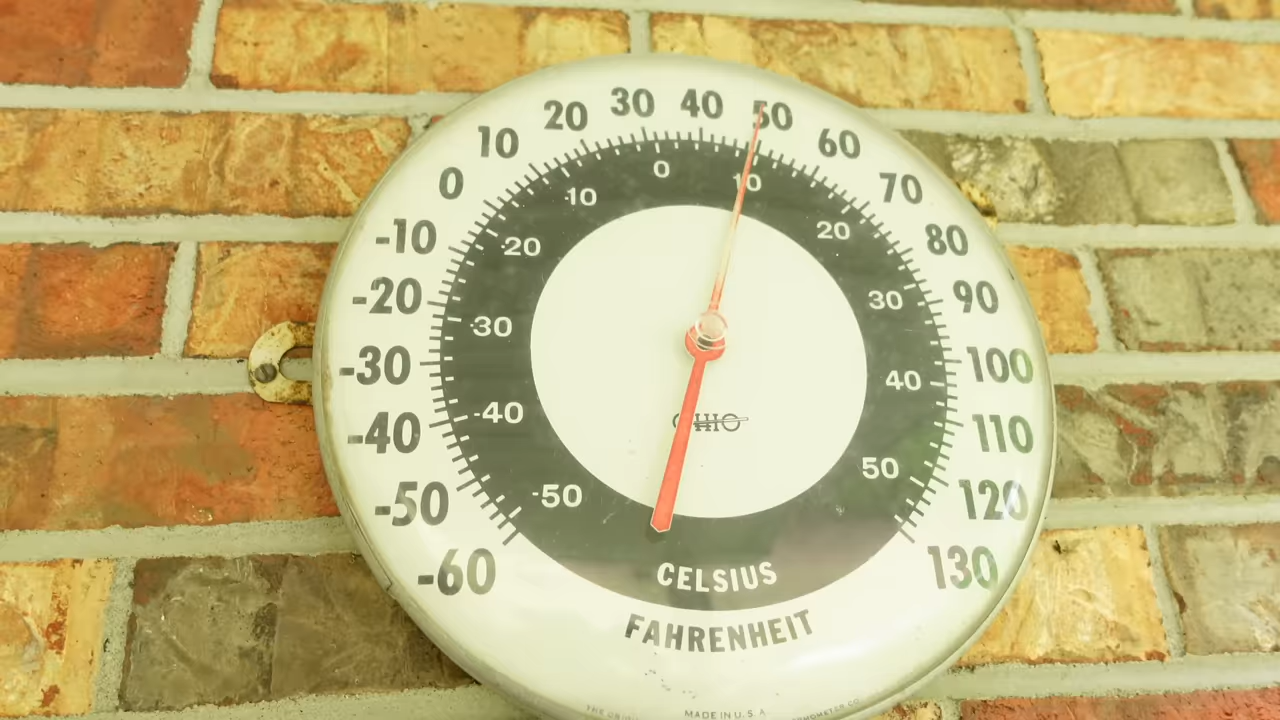 -60 -50 -40 -30 -20 -10 0 10 20 30 40 50 60 70 80 90 100 110 120 130
-50 -40 -30 -20 -10 0 10 20 30 40 50
OHIO
CELSIUS
FAHRENHEIT
MADE IN U.S.A.